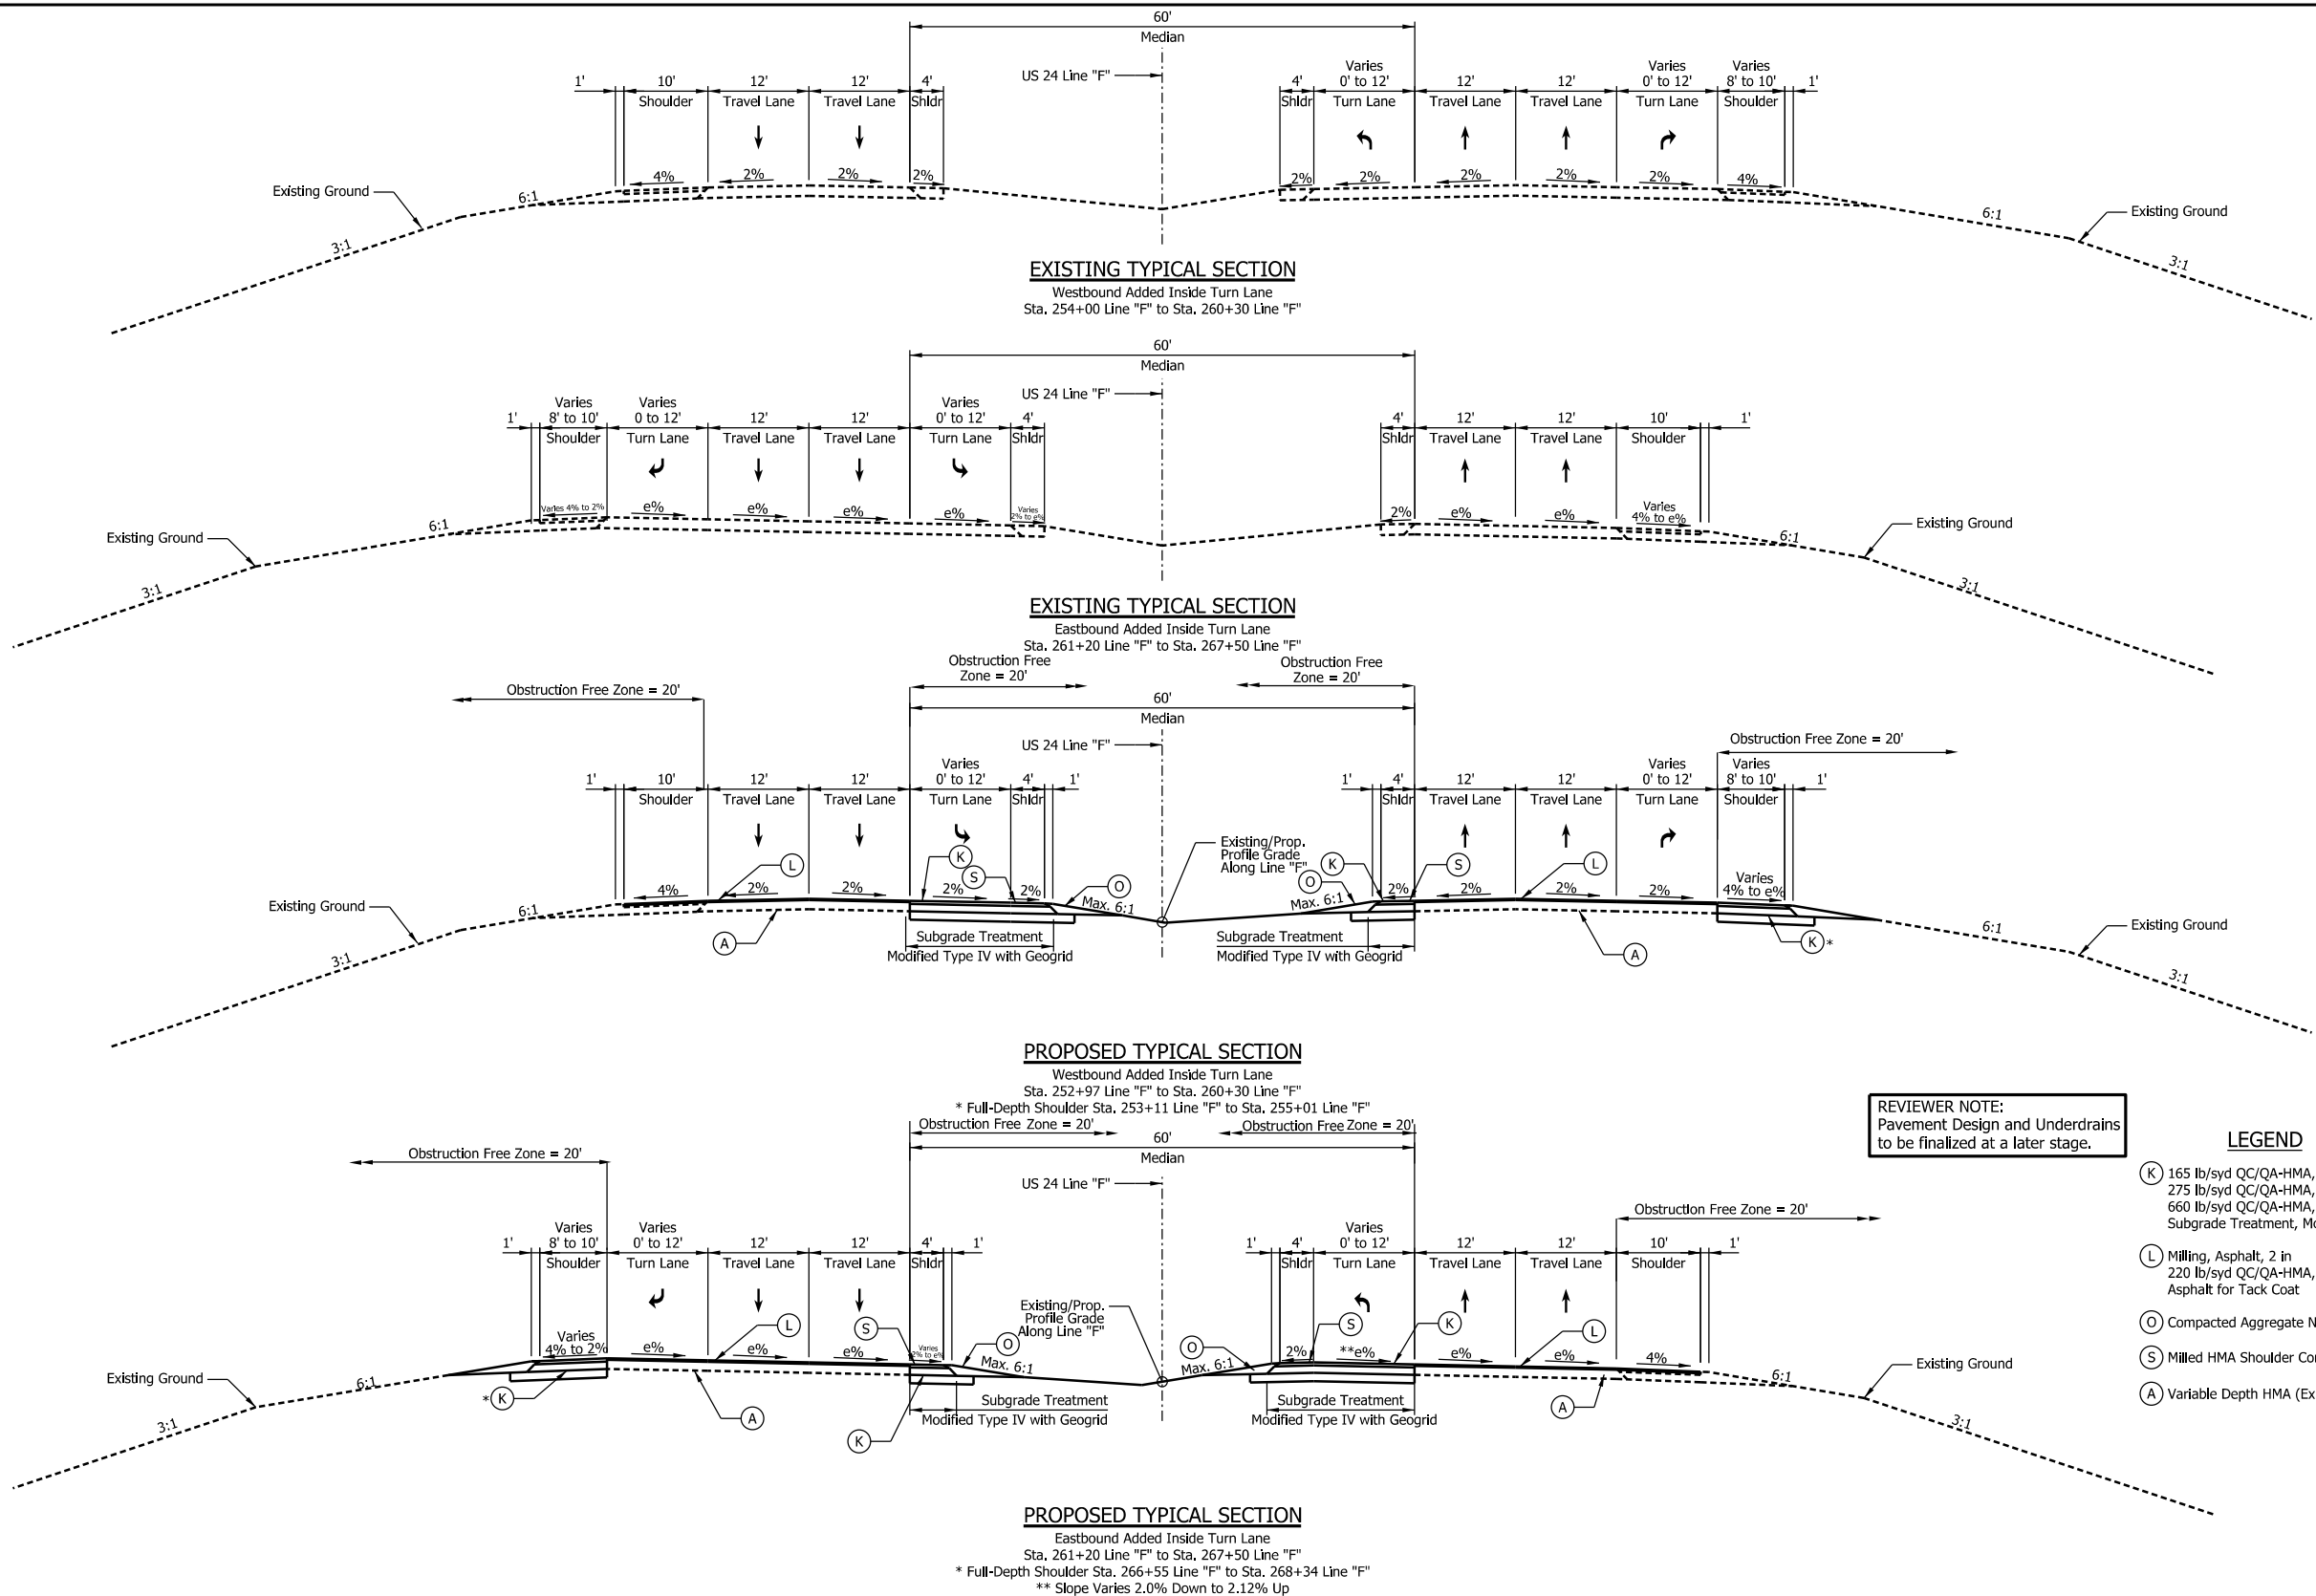 60'
Median
US 24 Line "F"
1'
10'
Shoulder
12'
Travel Lane
12'
Travel Lane
4'
Shldr
4'
Shldr
Varies
0' to 12'
Turn Lane
12'
Travel Lane
12'
Travel Lane
Varies
0' to 12'
Turn Lane
Varies
8' to 10'
Shoulder
1'
4%
2%
2%
2%
2%
2%
2%
2%
2%
4%
Existing Ground
6:1
3:1
6:1
Existing Ground
3:1
EXISTING TYPICAL SECTION
Westbound Added Inside Turn Lane
Sta. 254+00 Line "F" to Sta. 260+30 Line "F"
60'
Median
US 24 Line "F"
1'
Varies
8' to 10'
Shoulder
Varies
0 to 12'
Turn Lane
12'
Travel Lane
12'
Travel Lane
Varies
0' to 12'
Turn Lane
4'
Shldr
4'
Shldr
12'
Travel Lane
12'
Travel Lane
10'
Shoulder
1'
Varies 4% to 2%
e%
e%
e%
e%
Varies
2% to e%
2%
e%
e%
Varies
4% to e%
Existing Ground
6:1
3:1
6:1
Existing Ground
3:1
EXISTING TYPICAL SECTION
Eastbound Added Inside Turn Lane
Sta. 261+20 Line "F" to Sta. 267+50 Line "F"
Obstruction Free Zone = 20'
Obstruction Free
Zone = 20'
Obstruction Free
Zone = 20'
60'
Median
US 24 Line "F"
Obstruction Free Zone = 20'
1'
10'
Shoulder
12'
Travel Lane
12'
Travel Lane
Varies
0' to 12'
Turn Lane
4'
Shldr
1'
1'
4'
Shldr
12'
Travel Lane
12'
Travel Lane
Varies
0' to 12'
Turn Lane
Varies
8' to 10'
Shoulder
1'
Existing/Prop.
Profile Grade
Along Line "F"
L
K
S
O
O
K
S
L
4%
2%
2%
2%
2%
Max. 6:1
Max. 6:1
2%
2%
2%
2%
Varies
4% to e%
Existing Ground
6:1
3:1
A
Subgrade Treatment
Modified Type IV with Geogrid
Subgrade Treatment
Modified Type IV with Geogrid
A
K *
6:1
Existing Ground
3:1
PROPOSED TYPICAL SECTION
Westbound Added Inside Turn Lane
Sta. 252+97 Line "F" to Sta. 260+30 Line "F"
* Full-Depth Shoulder Sta. 253+11 Line "F" to Sta. 255+01 Line "F"
Obstruction Free Zone = 20'
Obstruction Free Zone = 20'
Obstruction Free Zone = 20'
60'
Median
US 24 Line "F"
Obstruction Free Zone = 20'
1'
Varies
8' to 10'
Shoulder
Varies
0' to 12'
Turn Lane
12'
Travel Lane
12'
Travel Lane
4'
Shldr
1'
1'
4'
Shldr
Varies
0' to 12'
Turn Lane
12'
Travel Lane
12'
Travel Lane
10'
Shoulder
1'
Existing/Prop.
Profile Grade
Along Line "F"
L
S
O
O
S
K
L
Varies
4% to 2%
e%
e%
e%
Varies
2% to e%
Max. 6:1
Max. 6:1
2%
**e%
e%
e%
4%
Existing Ground
6:1
3:1
* K
A
K
Subgrade Treatment
Modified Type IV with Geogrid
Subgrade Treatment
Modified Type IV with Geogrid
A
6:1
Existing Ground
3:1
PROPOSED TYPICAL SECTION
Eastbound Added Inside Turn Lane
Sta. 261+20 Line "F" to Sta. 267+50 Line "F"
* Full-Depth Shoulder Sta. 266+55 Line "F" to Sta. 268+34 Line "F"
** Slope Varies 2.0% Down to 2.12% Up
REVIEWER NOTE:
Pavement Design and Underdrains
to be finalized at a later stage.
LEGEND
K 165 lb/syd QC/QA-HMA,
275 lb/syd QC/QA-HMA,
660 lb/syd QC/QA-HMA,
Subgrade Treatment,
L Milling, Asphalt, 2 in
220 lb/syd QC/QA-HMA,
Asphalt for Tack Coat
O Compacted Aggregate
S Milled HMA Shoulder
A Variable Depth HMA